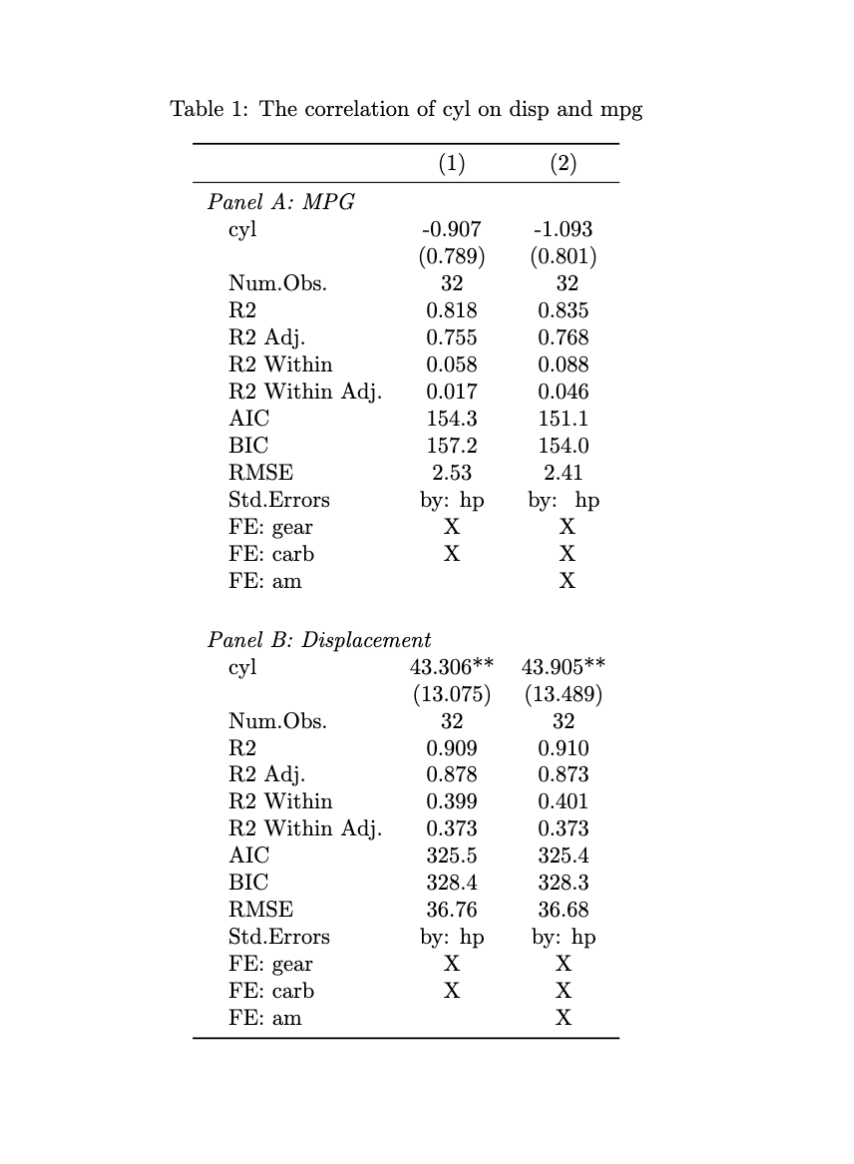 Table 1: The correlation of cyl on disp and mpg
(1) (2)
Panel A: MPG
cyl -0.907 -1.093
(0.789) (0.801)
Num.Obs. 32 32
R2 0.818 0.835
R2 Adj. 0.755 0.768
R2 Within 0.058 0.088
R2 Within Adj. 0.017 0.046
AIC 154.3 151.1
BIC 157.2 154.0
RMSE 2.53 2.41
Std.Errors by: hp by: hp
FE: gear X X
FE: carb X X
FE: am X
Panel B: Displacement
cyl 43.306** 43.905**
(13.075) (13.489)
Num.Obs. 32 32
R2 0.909 0.910
R2 Adj. 0.878 0.873
R2 Within 0.399 0.401
R2 Within Adj. 0.373 0.373
AIC 325.5 325.4
BIC 328.4 328.3
RMSE 36.76 36.68
Std.Errors by: hp by: hp
FE: gear X X
FE: carb X X
FE: am X